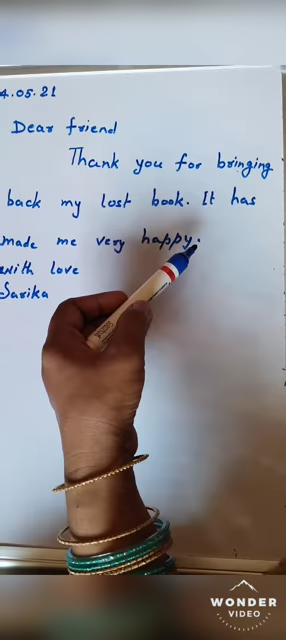 4.05.21
Dear friend
Thank you for bringing
back my lost book. It has
made me very happy.
with love
Sarika
WONDER
VIDEO